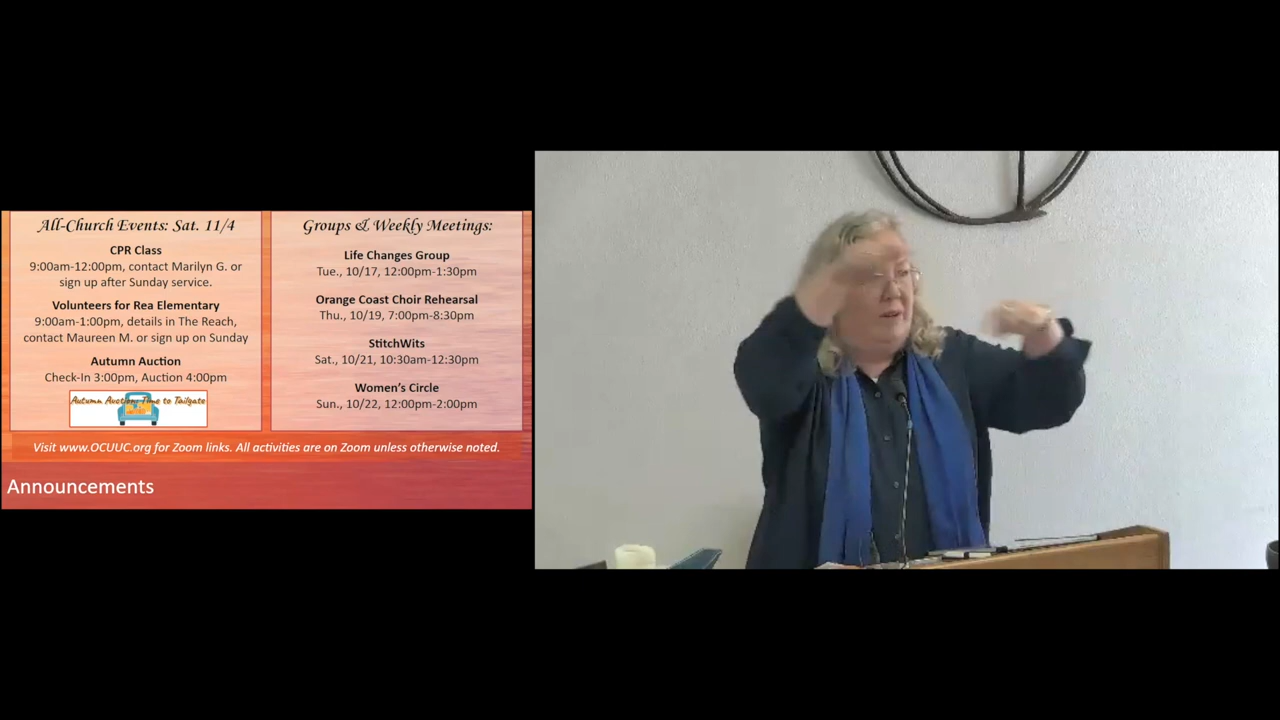 All-Church Events: Sat. 11/4
CPR Class
9:00am-12:00pm, contact Marilyn G. or
sign up after Sunday service.
Volunteers for Rea Elementary
9:00am-1:00pm, details in The Reach,
contact Maureen M. or sign up on Sunday
Autumn Auction
Check-In 3:00pm, Auction 4:00pm
Autumn Auction: Time to Tailgate
Groups & Weekly Meetings:
Life Changes Group
Tue., 10/17, 12:00pm-1:30pm
Orange Coast Choir Rehearsal
Thu., 10/19, 7:00pm-8:30pm
StitchWits
Sat., 10/21, 10:30am-12:30pm
Women's Circle
Sun., 10/22, 12:00pm-2:00pm
Visit www.OCUUC.org for Zoom links. All activities are on Zoom unless otherwise noted.
Announcements